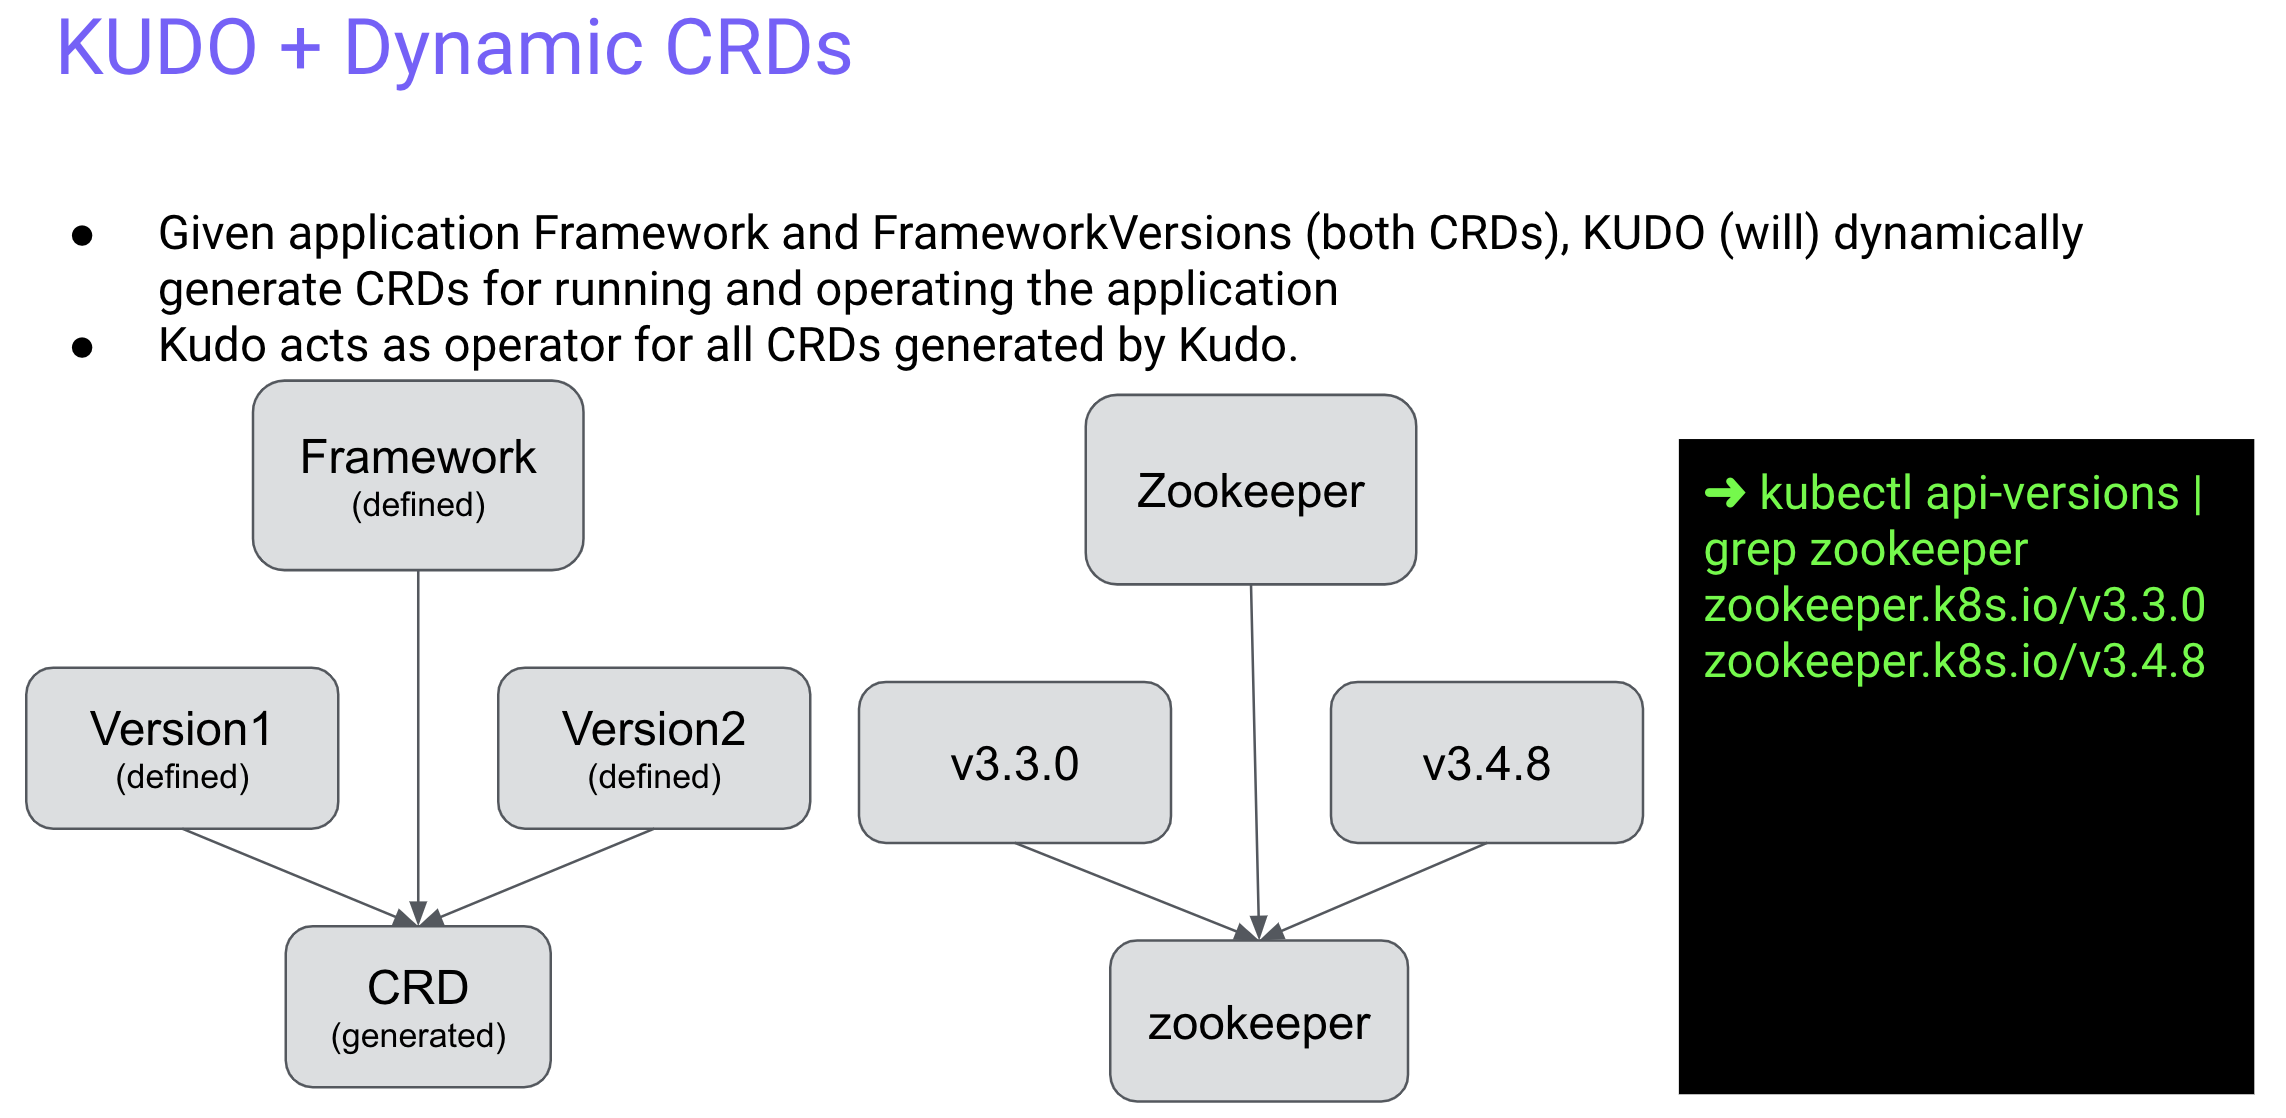 KUDO + Dynamic CRDs
● Given application Framework and FrameworkVersions (both CRDs), KUDO (will) dynamically
generate CRDs for running and operating the application
● Kudo acts as operator for all CRDs generated by Kudo.
Framework
(defined)
Version1
(defined)
Version2
(defined)
CRD
(generated)
Zookeeper
v3.3.0
v3.4.8
zookeeper
➜ kubectl api-versions |
grep zookeeper
zookeeper.k8s.io/v3.3.0
zookeeper.k8s.io/v3.4.8